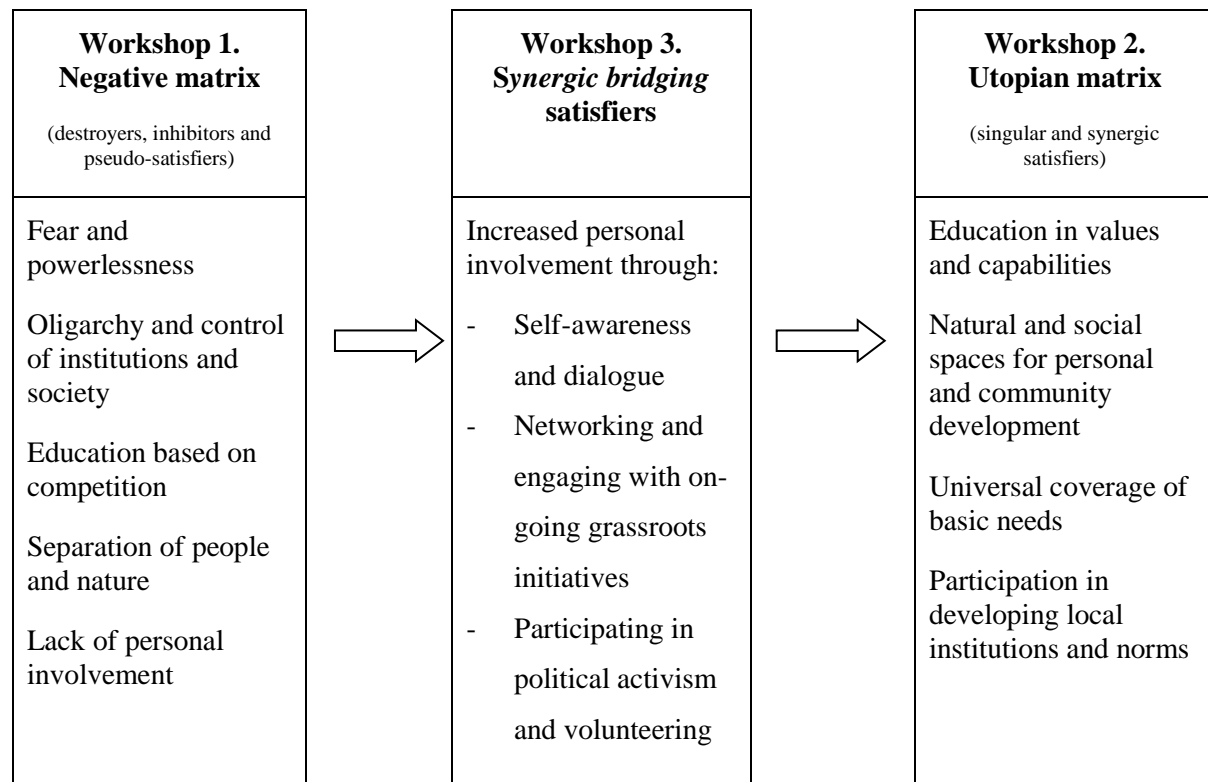 Workshop 1.
Negative matrix
(destroyers, inhibitors and
pseudo-satisfiers)
Fear and
powerlessness
Oligarchy and control
of institutions and
society
Education based on
competition
Separation of people
and nature
Lack of personal
involvement
Workshop 3.
Synergic bridging
satisfiers
Increased personal
involvement through:
- Self-awareness
and dialogue
- Networking and
engaging with on-
going grassroots
initiatives
- Participating in
political activism
and volunteering
Workshop 2.
Utopian matrix
(singular and synergic
satisfiers)
Education in values
and capabilities
Natural and social
spaces for personal
and community
development
Universal coverage of
basic needs
Participation in
developing local
institutions and norms